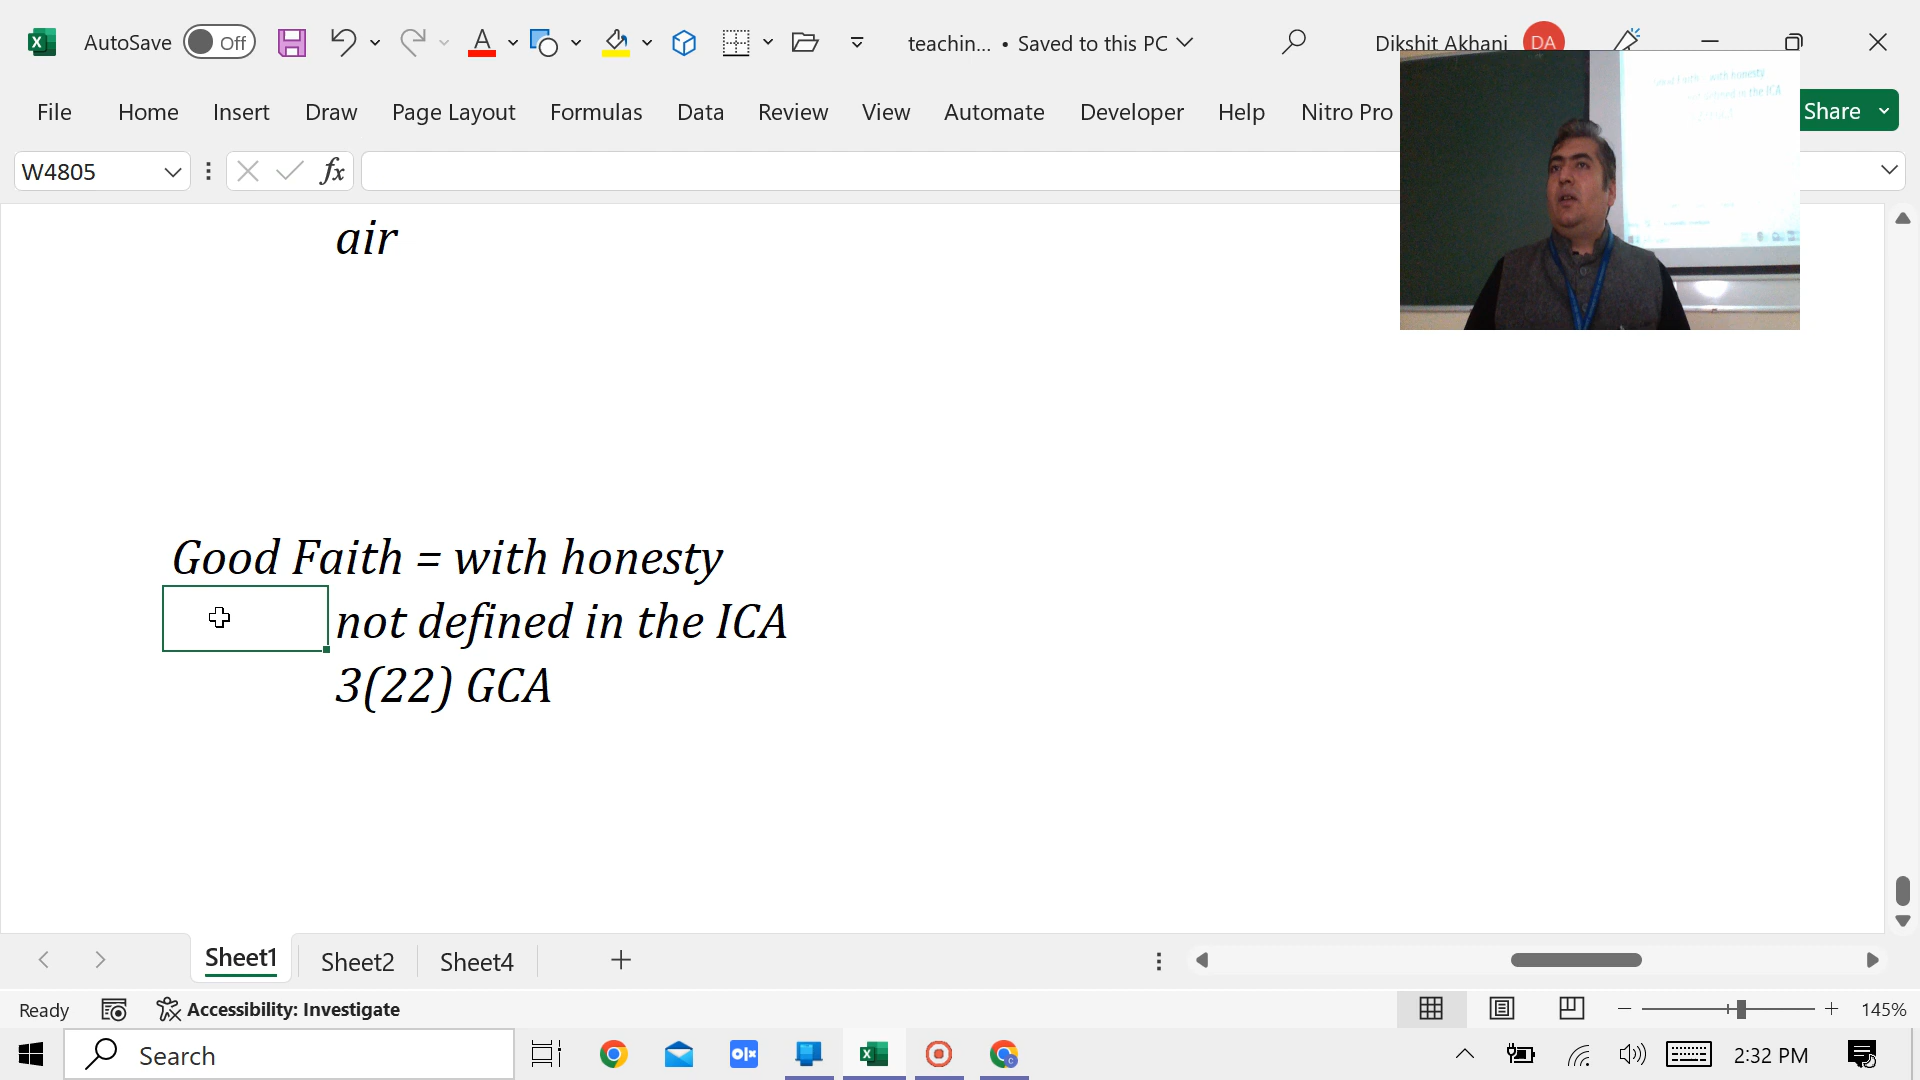 AutoSave Off teachin... • Saved to this PC Dikshit Akhani DA
File Home Insert Draw Page Layout Formulas Data Review View Automate Developer Help Nitro Pro Share
W4805 fx
air
Good Faith = with honesty
not defined in the ICA
3(22) GCA
Sheet1 Sheet2 Sheet4
Ready Accessibility: Investigate 145%
Search 2:32 PM